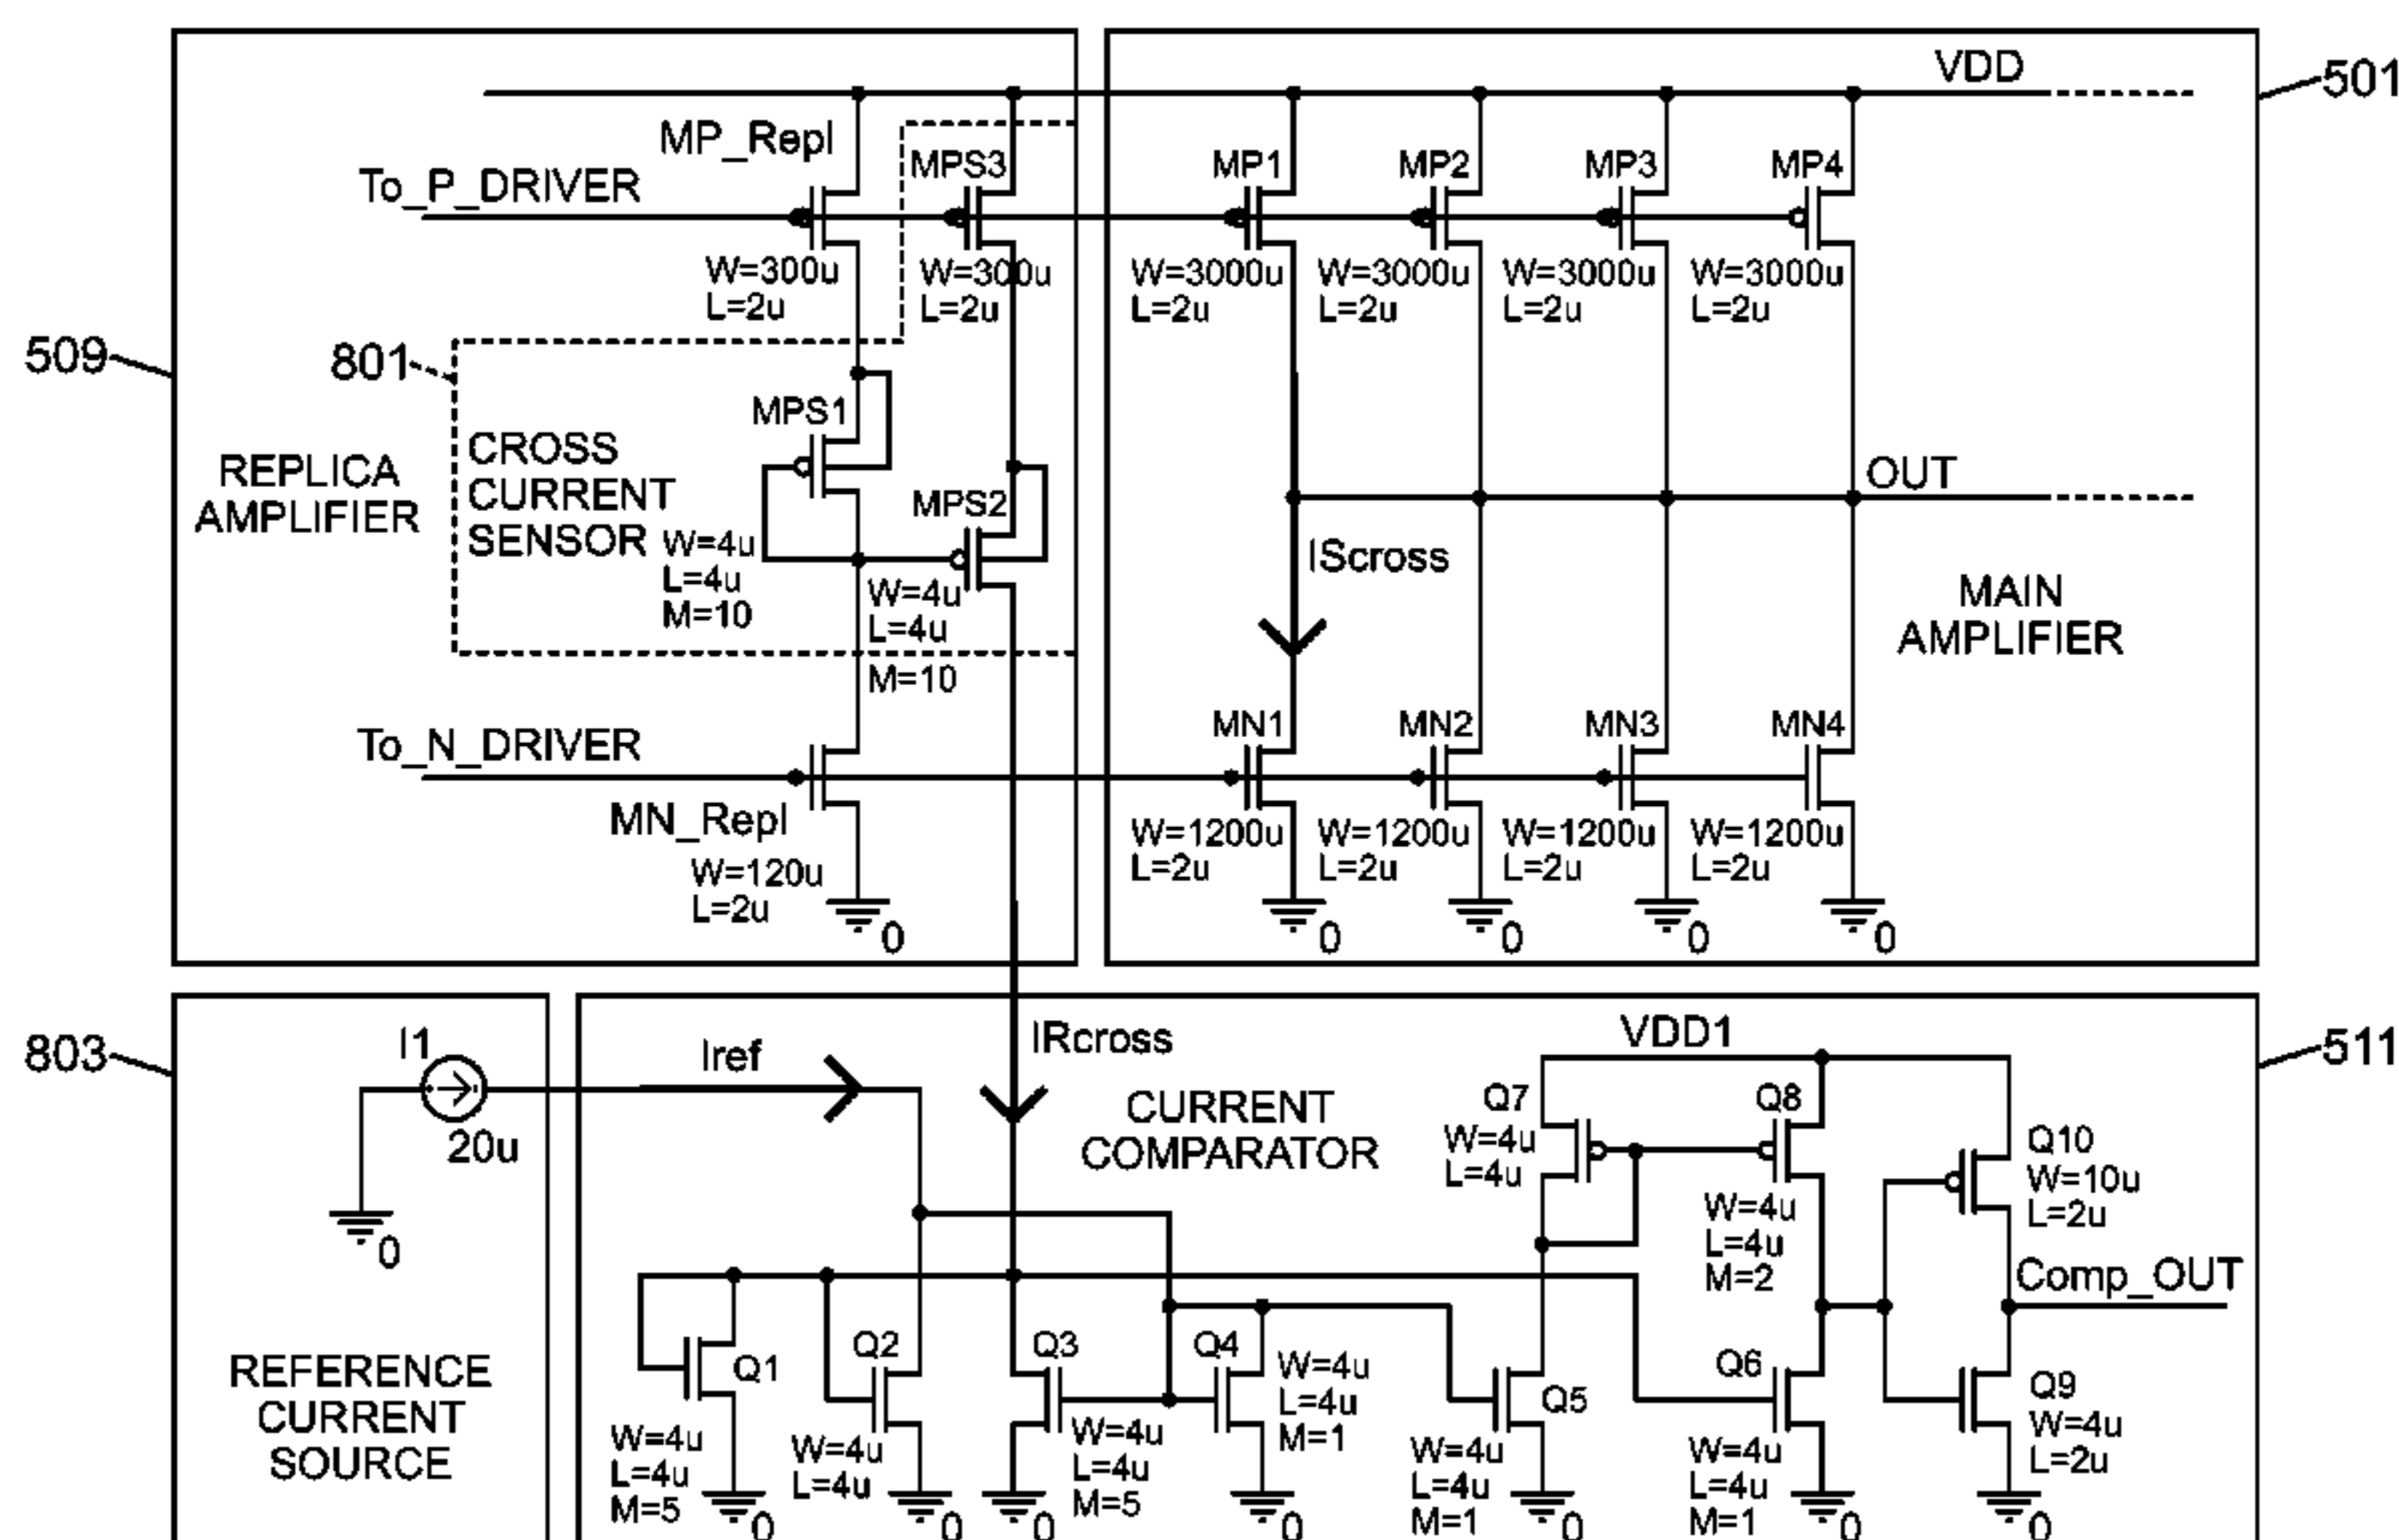 VDD
501
MP_Repl
To_P_DRIVER
MPS3
MP1
MP2
MP3
MP4
W=300u
L=2u
W=300u
L=2u
W=3000u
L=2u
W=3000u
L=2u
W=3000u
L=2u
W=3000u
L=2u
509
801
MPS1
CROSS
CURRENT
SENSOR
REPLICA
AMPLIFIER
MPS2
OUT
W=4u
L=4u
M=10
W=4u
L=4u
M=10
IScross
MAIN
AMPLIFIER
To_N_DRIVER
MN1
MN2
MN3
MN4
MN_Repl
W=120u
L=2u
W=1200u
L=2u
W=1200u
L=2u
W=1200u
L=2u
W=1200u
L=2u
0
0
0
0
0
803
I1
20u
Iref
IRcross
VDD1
511
CURRENT
COMPARATOR
0
Q7
W=4u
L=4u
Q8
W=4u
L=4u
M=2
Q10
W=10u
L=2u
Comp_OUT
REFERENCE
CURRENT
SOURCE
Q1
W=4u
L=4u
M=5
Q2
W=4u
L=4u
Q3
W=4u
L=4u
M=5
Q4
W=4u
L=4u
M=1
Q5
W=4u
L=4u
M=1
Q6
W=4u
L=4u
M=1
Q9
W=4u
L=2u
0
0
0
0
0
0
0